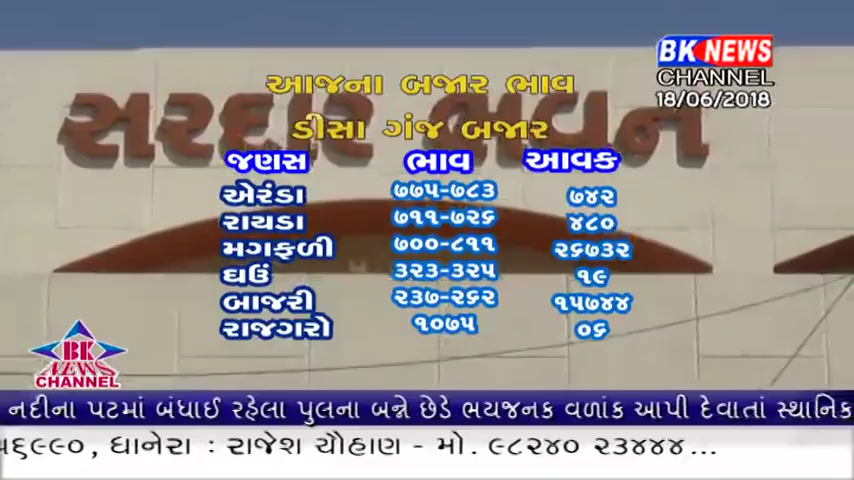 BK NEWS
CHANNEL
18/06/2018
સરદાર ભવન
આજના બજાર ભાવ
ડીસા ગંજ બજાર
જણસ ભાવ આવક
એરંડા ૭૭૫-૭૮૩ ૭૪૨
રાયડા ૭૧૧-૭૨૬ ૪૮૦
મગફળી ૭૦૦-૮૧૧ ૨૬૭૩૨
ઘઉં ૩૨૩-૩૨૫ ૧૯
બાજરી ૨૩૭-૨૬૨ ૧૫૭૪૪
રાજગરો ૧૦૭૫ ૦૬
BK
NEWS
CHANNEL
નદીના પટમાં બંધાઈ રહેલા પુલના બન્ને છેડે ભયજનક વળાંક આપી દેવાતાં સ્થાનિક
૬૯૯૦, ધાનેરા : રાજેશ ચૌહાણ - મો. ૯૮૨૪૦ ૨૩૪૪૪...